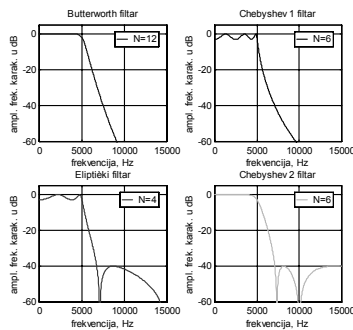 Butterworth filtar
ampl. frek. karak. u dB
0
-20
-40
-60
N=12
0 5000 10000 15000
frekvencija, Hz
Chebyshev 1 filtar
ampl. frek. karak. u dB
0
-20
-40
-60
N=6
0 5000 10000 15000
frekvencija, Hz
Eliptièki filtar
ampl. frek. karak. u dB
0
-20
-40
-60
N=4
0 5000 10000 15000
frekvencija, Hz
Chebyshev 2 filtar
ampl. frek. karak. u dB
0
-20
-40
-60
N=6
0 5000 10000 15000
frekvencija, Hz